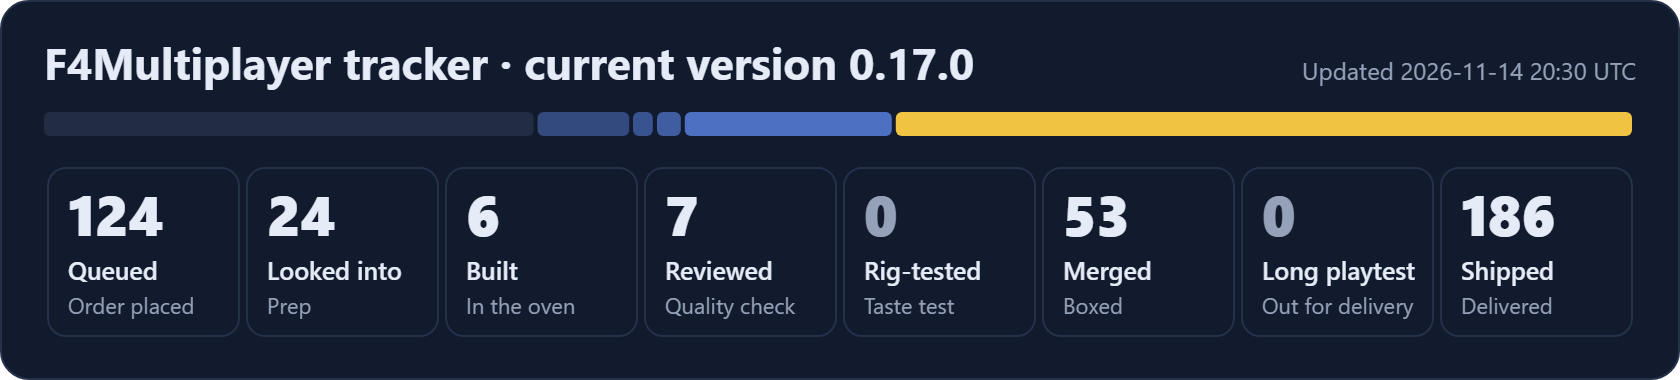 F4Multiplayer tracker · current version 0.17.0
Updated 2026-11-14 20:30 UTC
124
Queued
Order placed
24
Looked into
Prep
6
Built
In the oven
7
Reviewed
Quality check
0
Rig-tested
Taste test
53
Merged
Boxed
0
Long playtest
Out for delivery
186
Shipped
Delivered